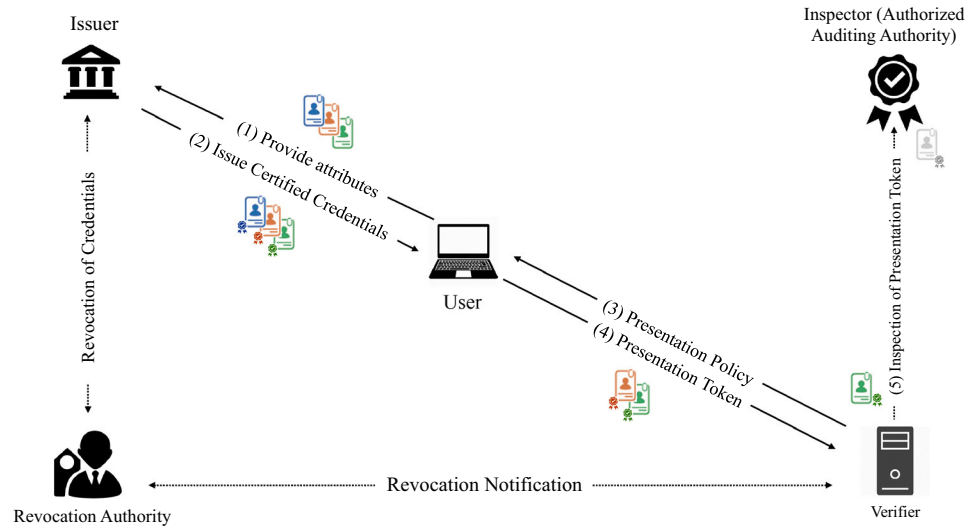 Issuer
Inspector (Authorized
Auditing Authority)
(1) Provide attributes
(2) Issue Certified Credentials
Revocation of Credentials
User
(3) Presentation Policy
(4) Presentation Token
(5) Inspection of Presentation Token
Revocation Notification
Revocation Authority
Verifier